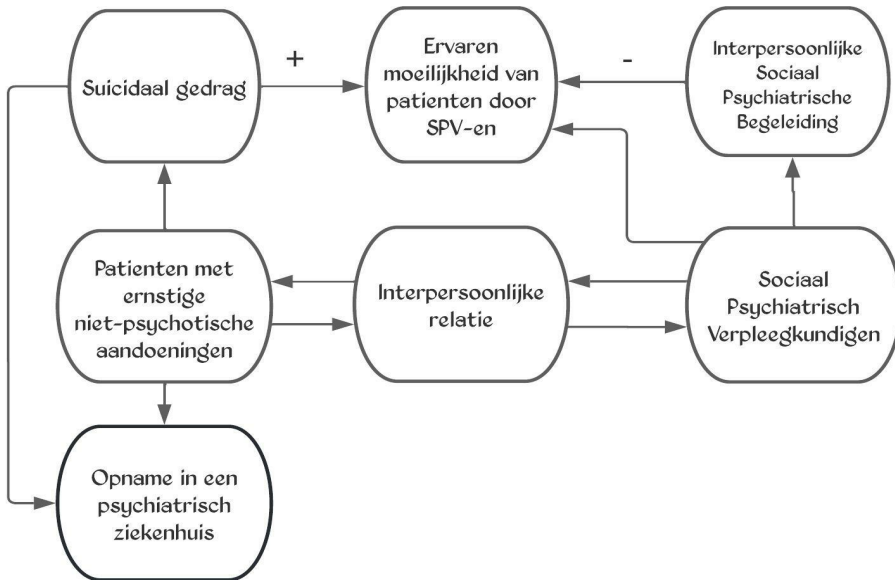 Suicidaal gedrag
+
Ervaren
moeilijkheid van
patienten door
SPV-en
-
Interpersoonlijke
Sociaal
Psychiatrische
Begeleiding
Patienten met
ernstige
niet-psychotische
aandoeningen
Interpersoonlijke
relatie
Sociaal
Psychiatrisch
Verpleegkundigen
Opname in een
psychiatrisch
ziekenhuis